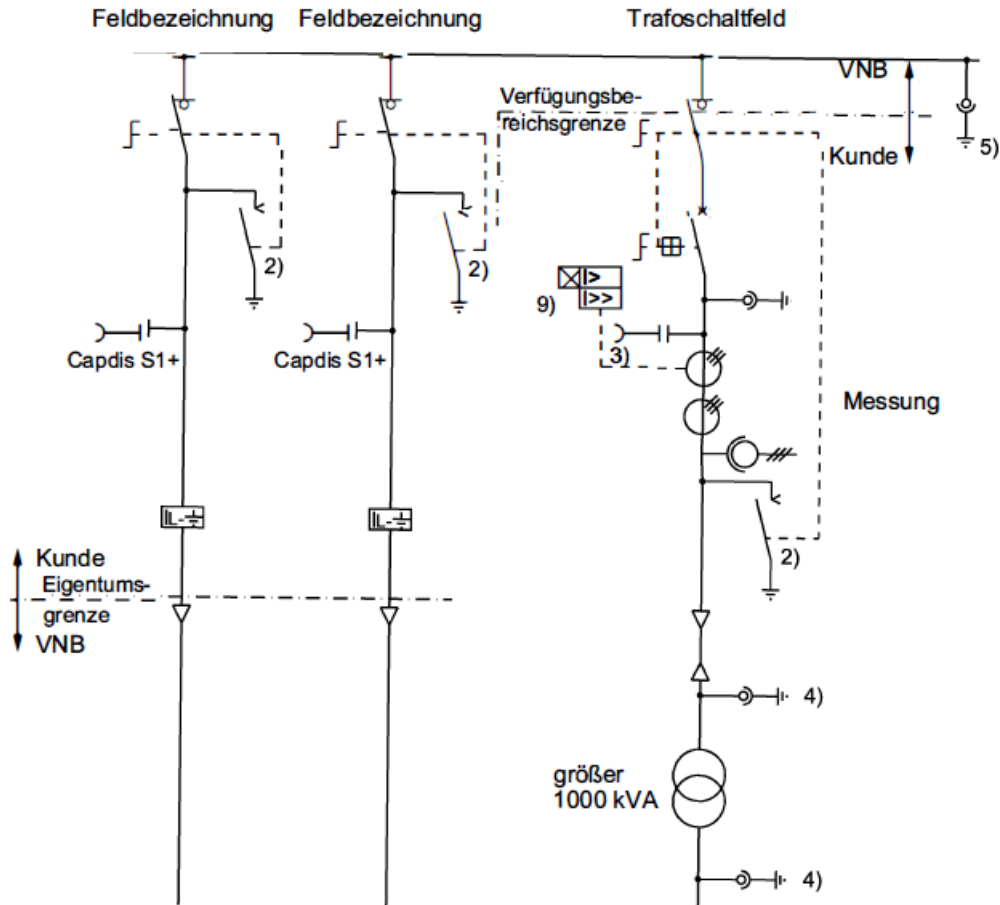 Feldbezeichnung
Feldbezeichnung
Trafoschaltfeld
VNB
Verfügungsbe-
reichsgrenze
Kunde
5)
2)
2)
I>
I>>
9)
3)
Capdis S1+
Capdis S1+
Messung
2)
Kunde
Eigentums-
grenze
VNB
4)
größer
1000 kVA
4)